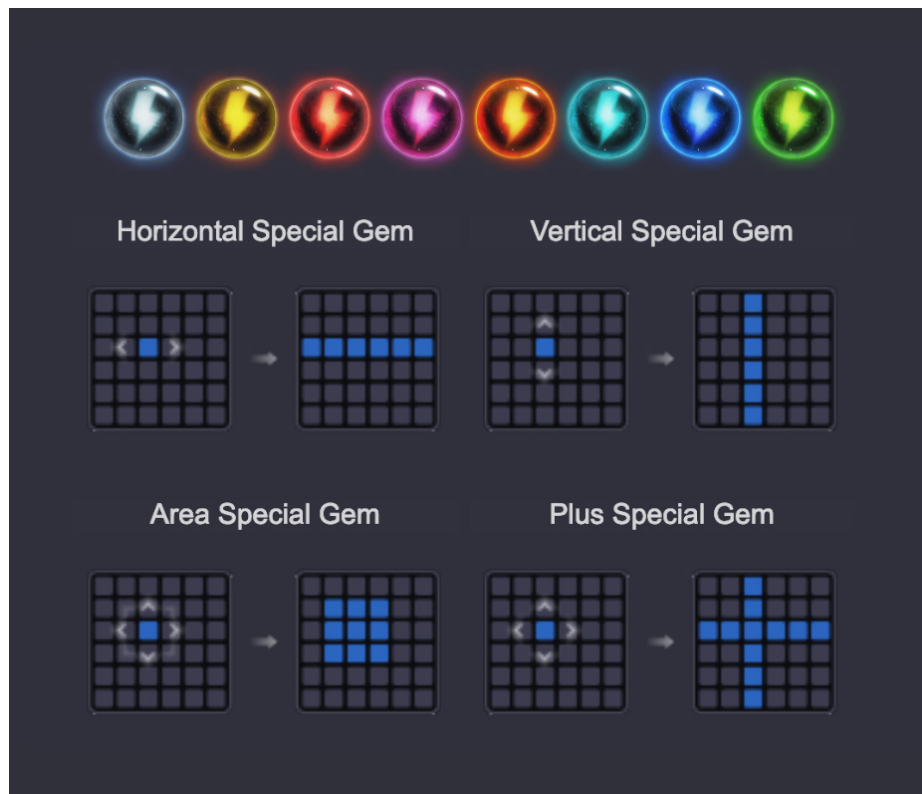 Horizontal Special Gem
Vertical Special Gem
Area Special Gem
Plus Special Gem